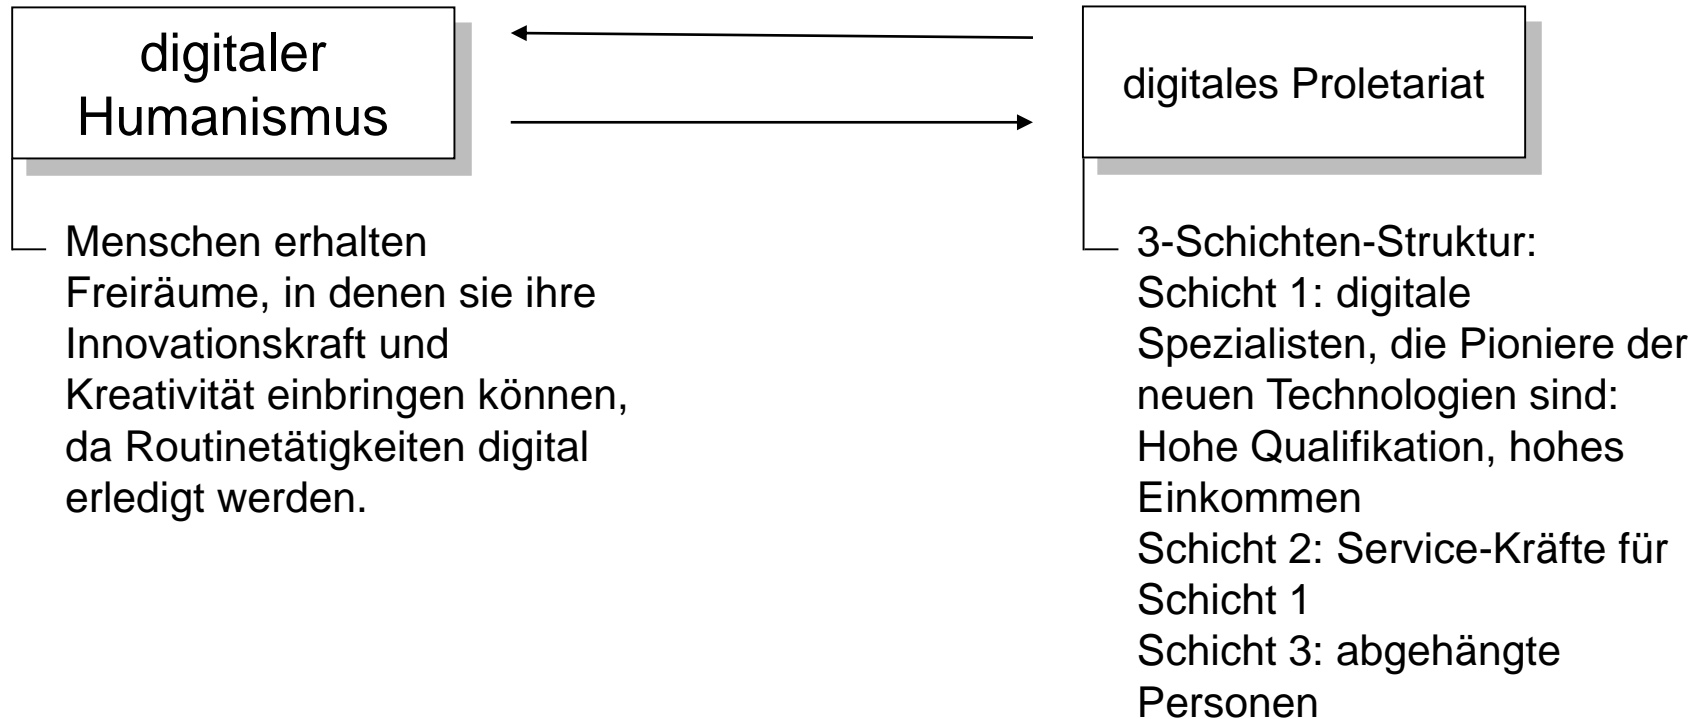 digitaler
Humanismus
Menschen erhalten
Freiräume, in denen sie ihre
Innovationskraft und
Kreativität einbringen können,
da Routinetätigkeiten digital
erledigt werden.
digitales Proletariat
3-Schichten-Struktur:
Schicht 1: digitale
Spezialisten, die Pioniere der
neuen Technologien sind:
Hohe Qualifikation, hohes
Einkommen
Schicht 2: Service-Kräfte für
Schicht 1
Schicht 3: abgehängte
Personen